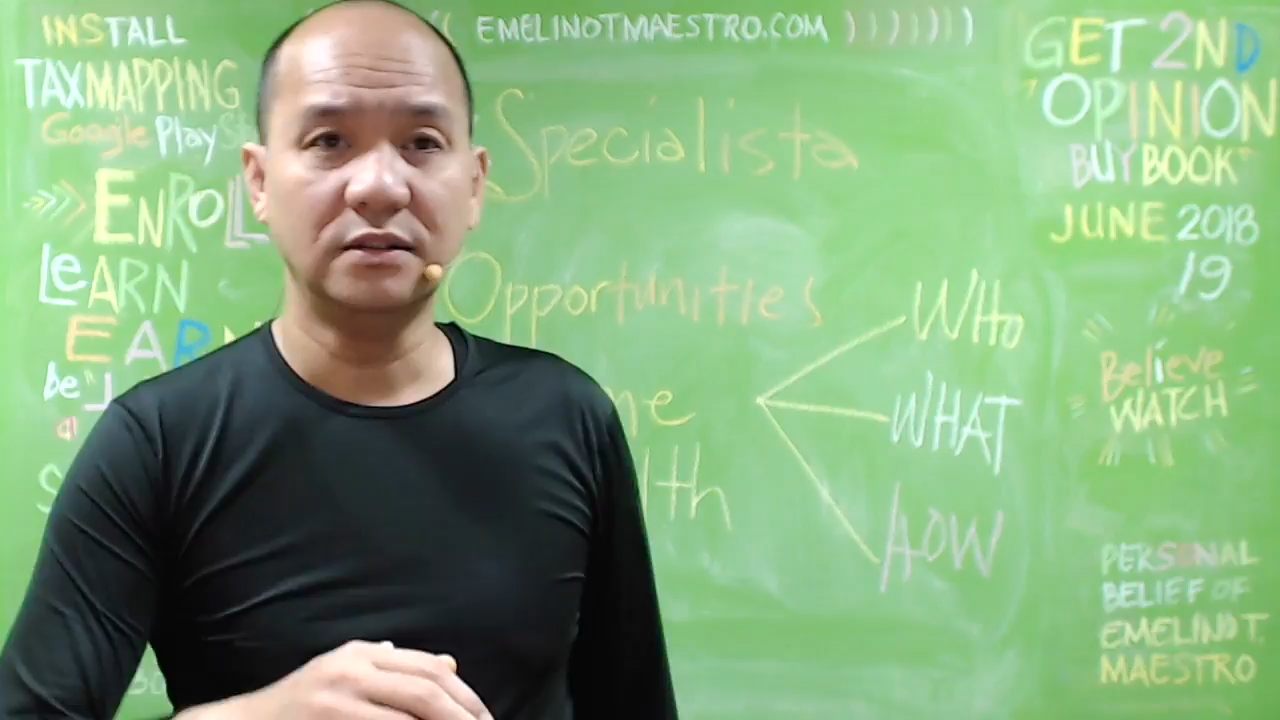 INSTALL
TAXMAPPING
Google Play
ENROLL
LeARN
EAR
be
EMELINOTMAESTRO.COM ))))))
Specialista
Opportunities
WHo
WHAT
HOW
GET 2ND
"OPINION
BUY BOOK"
JUNE 2018
19
Believe
WATCH
PERSONAL
BELIEF OF
EMELINO T.
MAESTRO